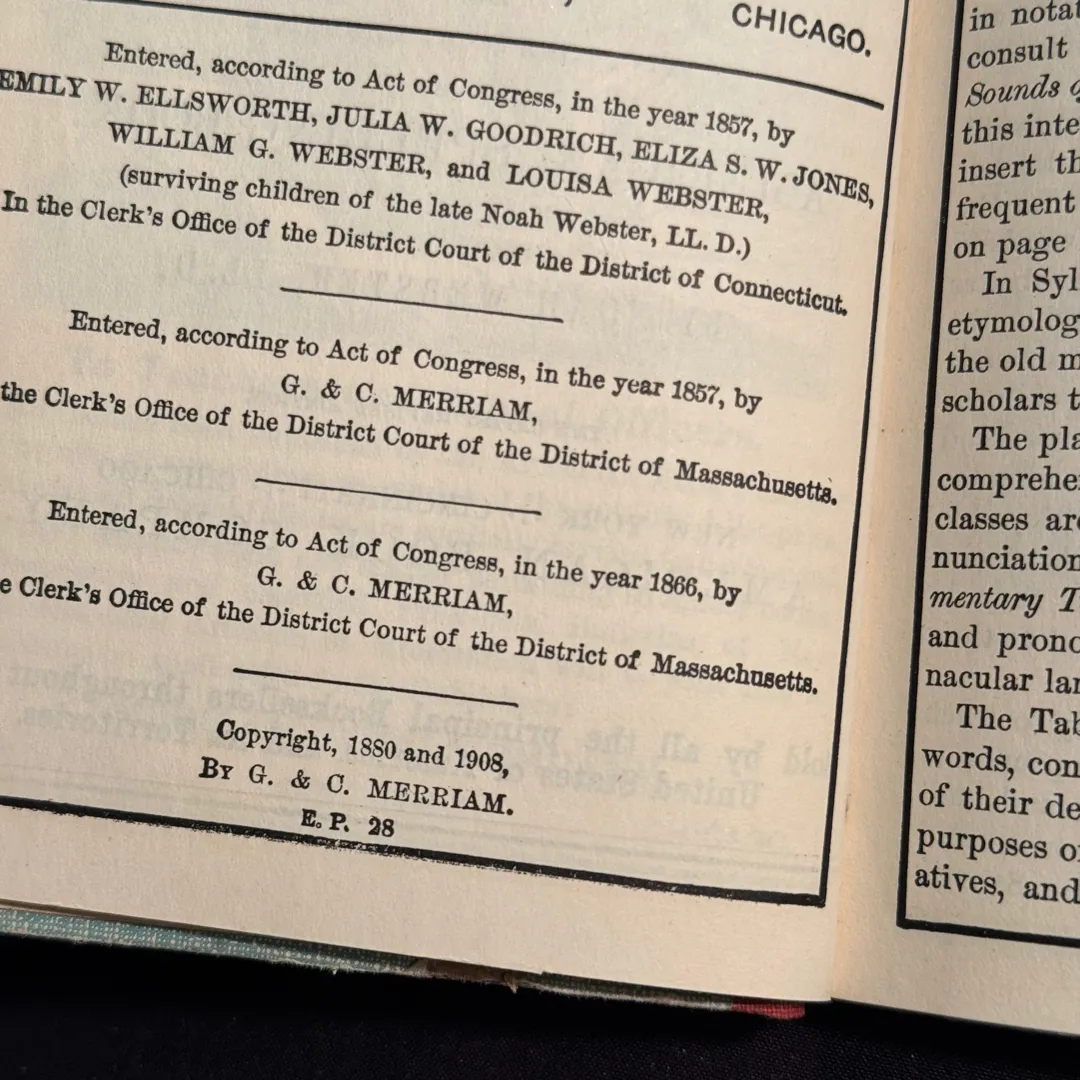 CHICAGO.
Entered, according to Act of Congress, in the year 1857, by
EMILY W. ELLSWORTH, JULIA W. GOODRICH, ELIZA S. W. JONES,
WILLIAM G. WEBSTER, and LOUISA WEBSTER,
(surviving children of the late Noah Webster, LL. D.)
In the Clerk's Office of the District Court of the District of Connecticut.
Entered, according to Act of Congress, in the year 1857, by
G. & C. MERRIAM,
the Clerk's Office of the District Court of the District of Massachusetts.
Entered, according to Act of Congress, in the year 1866, by
G. & C. MERRIAM,
e Clerk's Office of the District Court of the District of Massachusetts.
Copyright, 1880 and 1908,
By G. & C. MERRIAM.
E. P. 28
in nota
consult
Sounds
this inte
insert th
frequent
on page
In Syl
etymolog
the old m
scholars t
The pla
comprehe
classes ar
nunciation
mentary T
and prono
nacular lan
The Tab
words, con
of their de
purposes o
atives, and